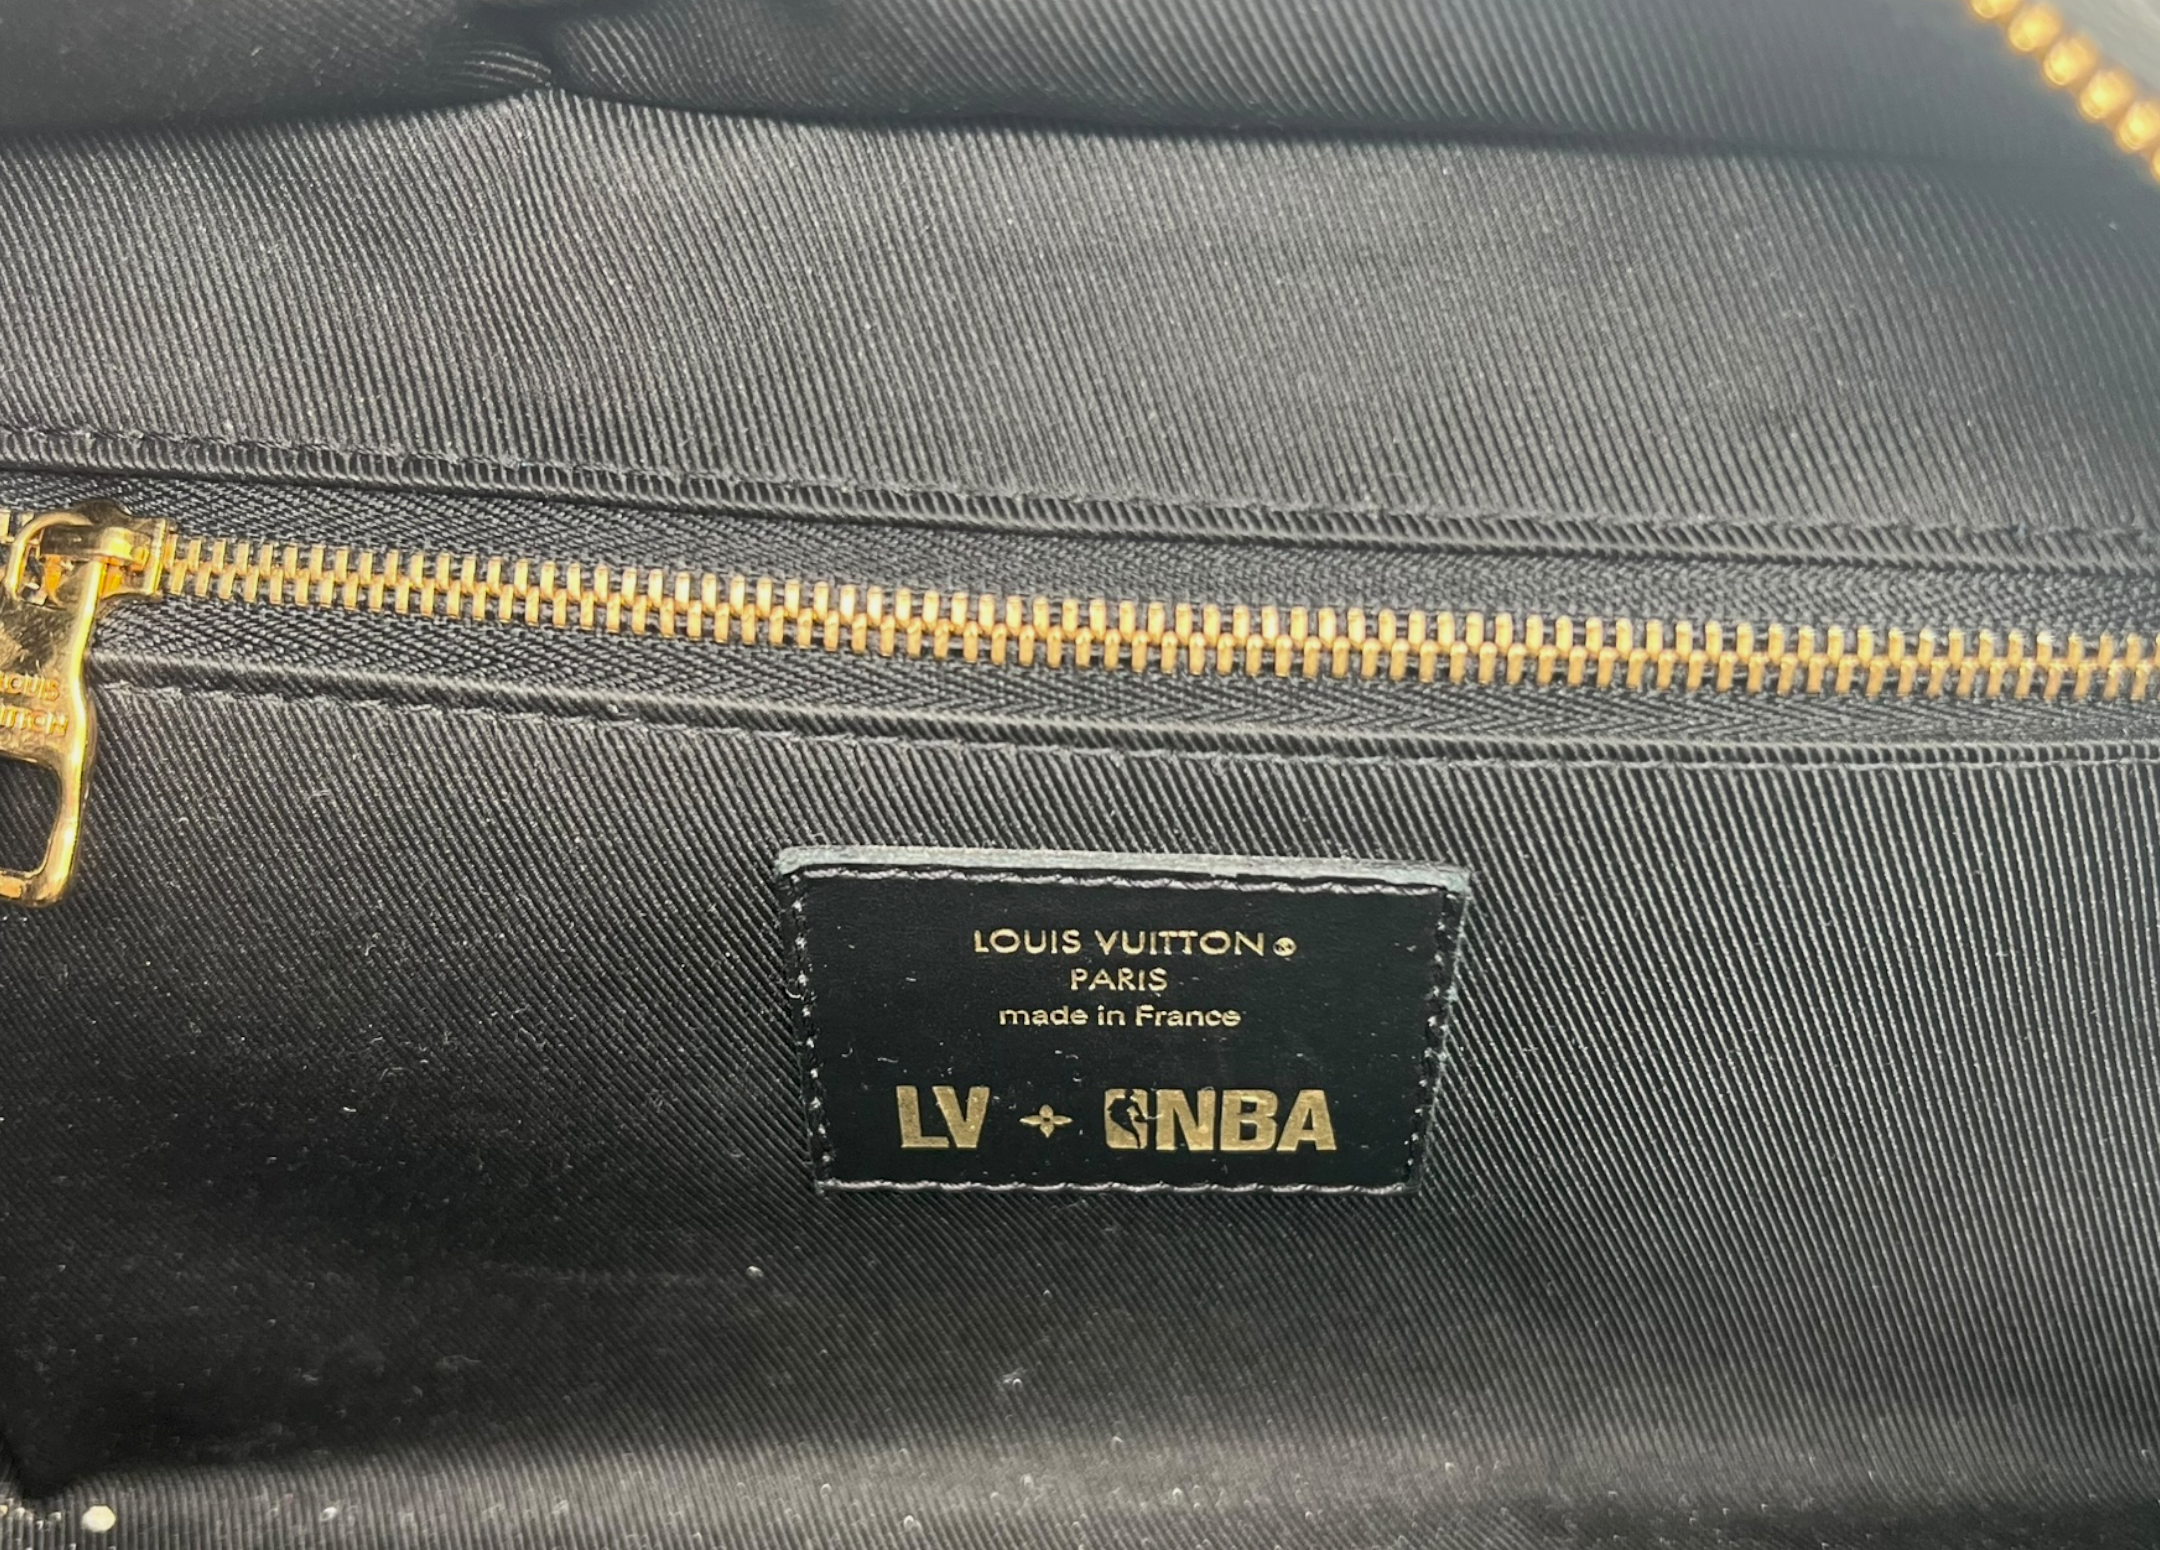 LOUIS VUITTON
PARIS
made in France
LV NBA